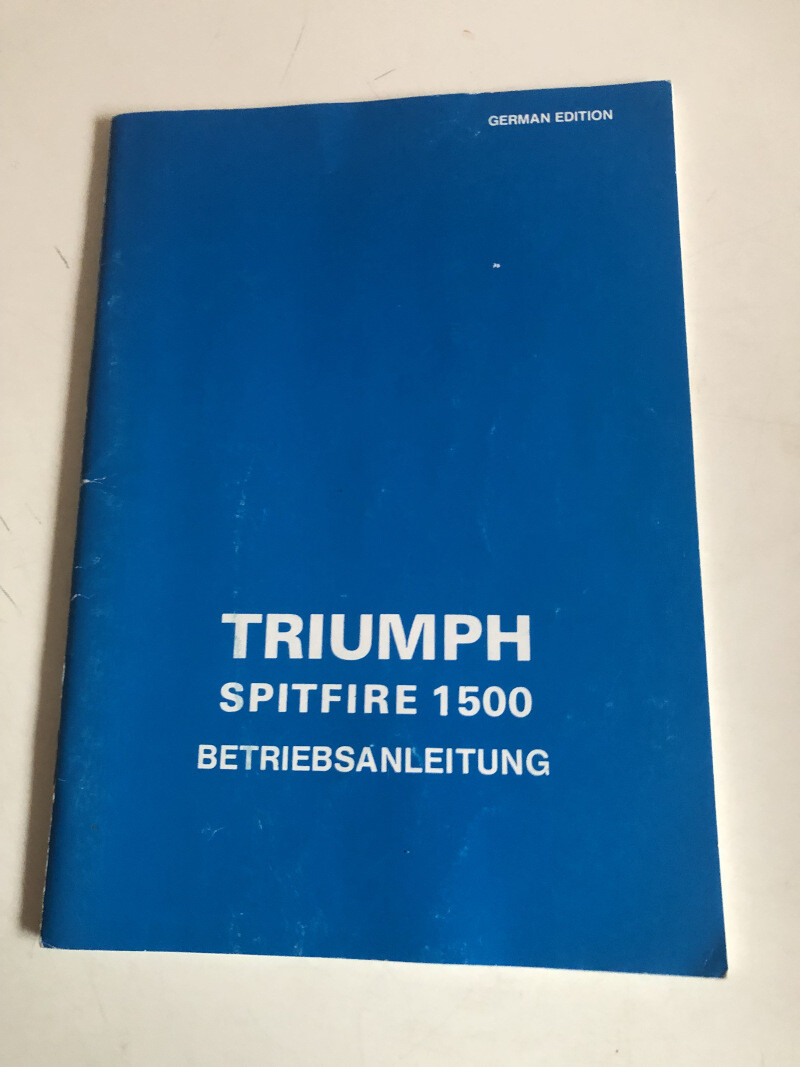 GERMAN EDITION
TRIUMPH
SPITFIRE 1500
BETRIEBSANLEITUNG